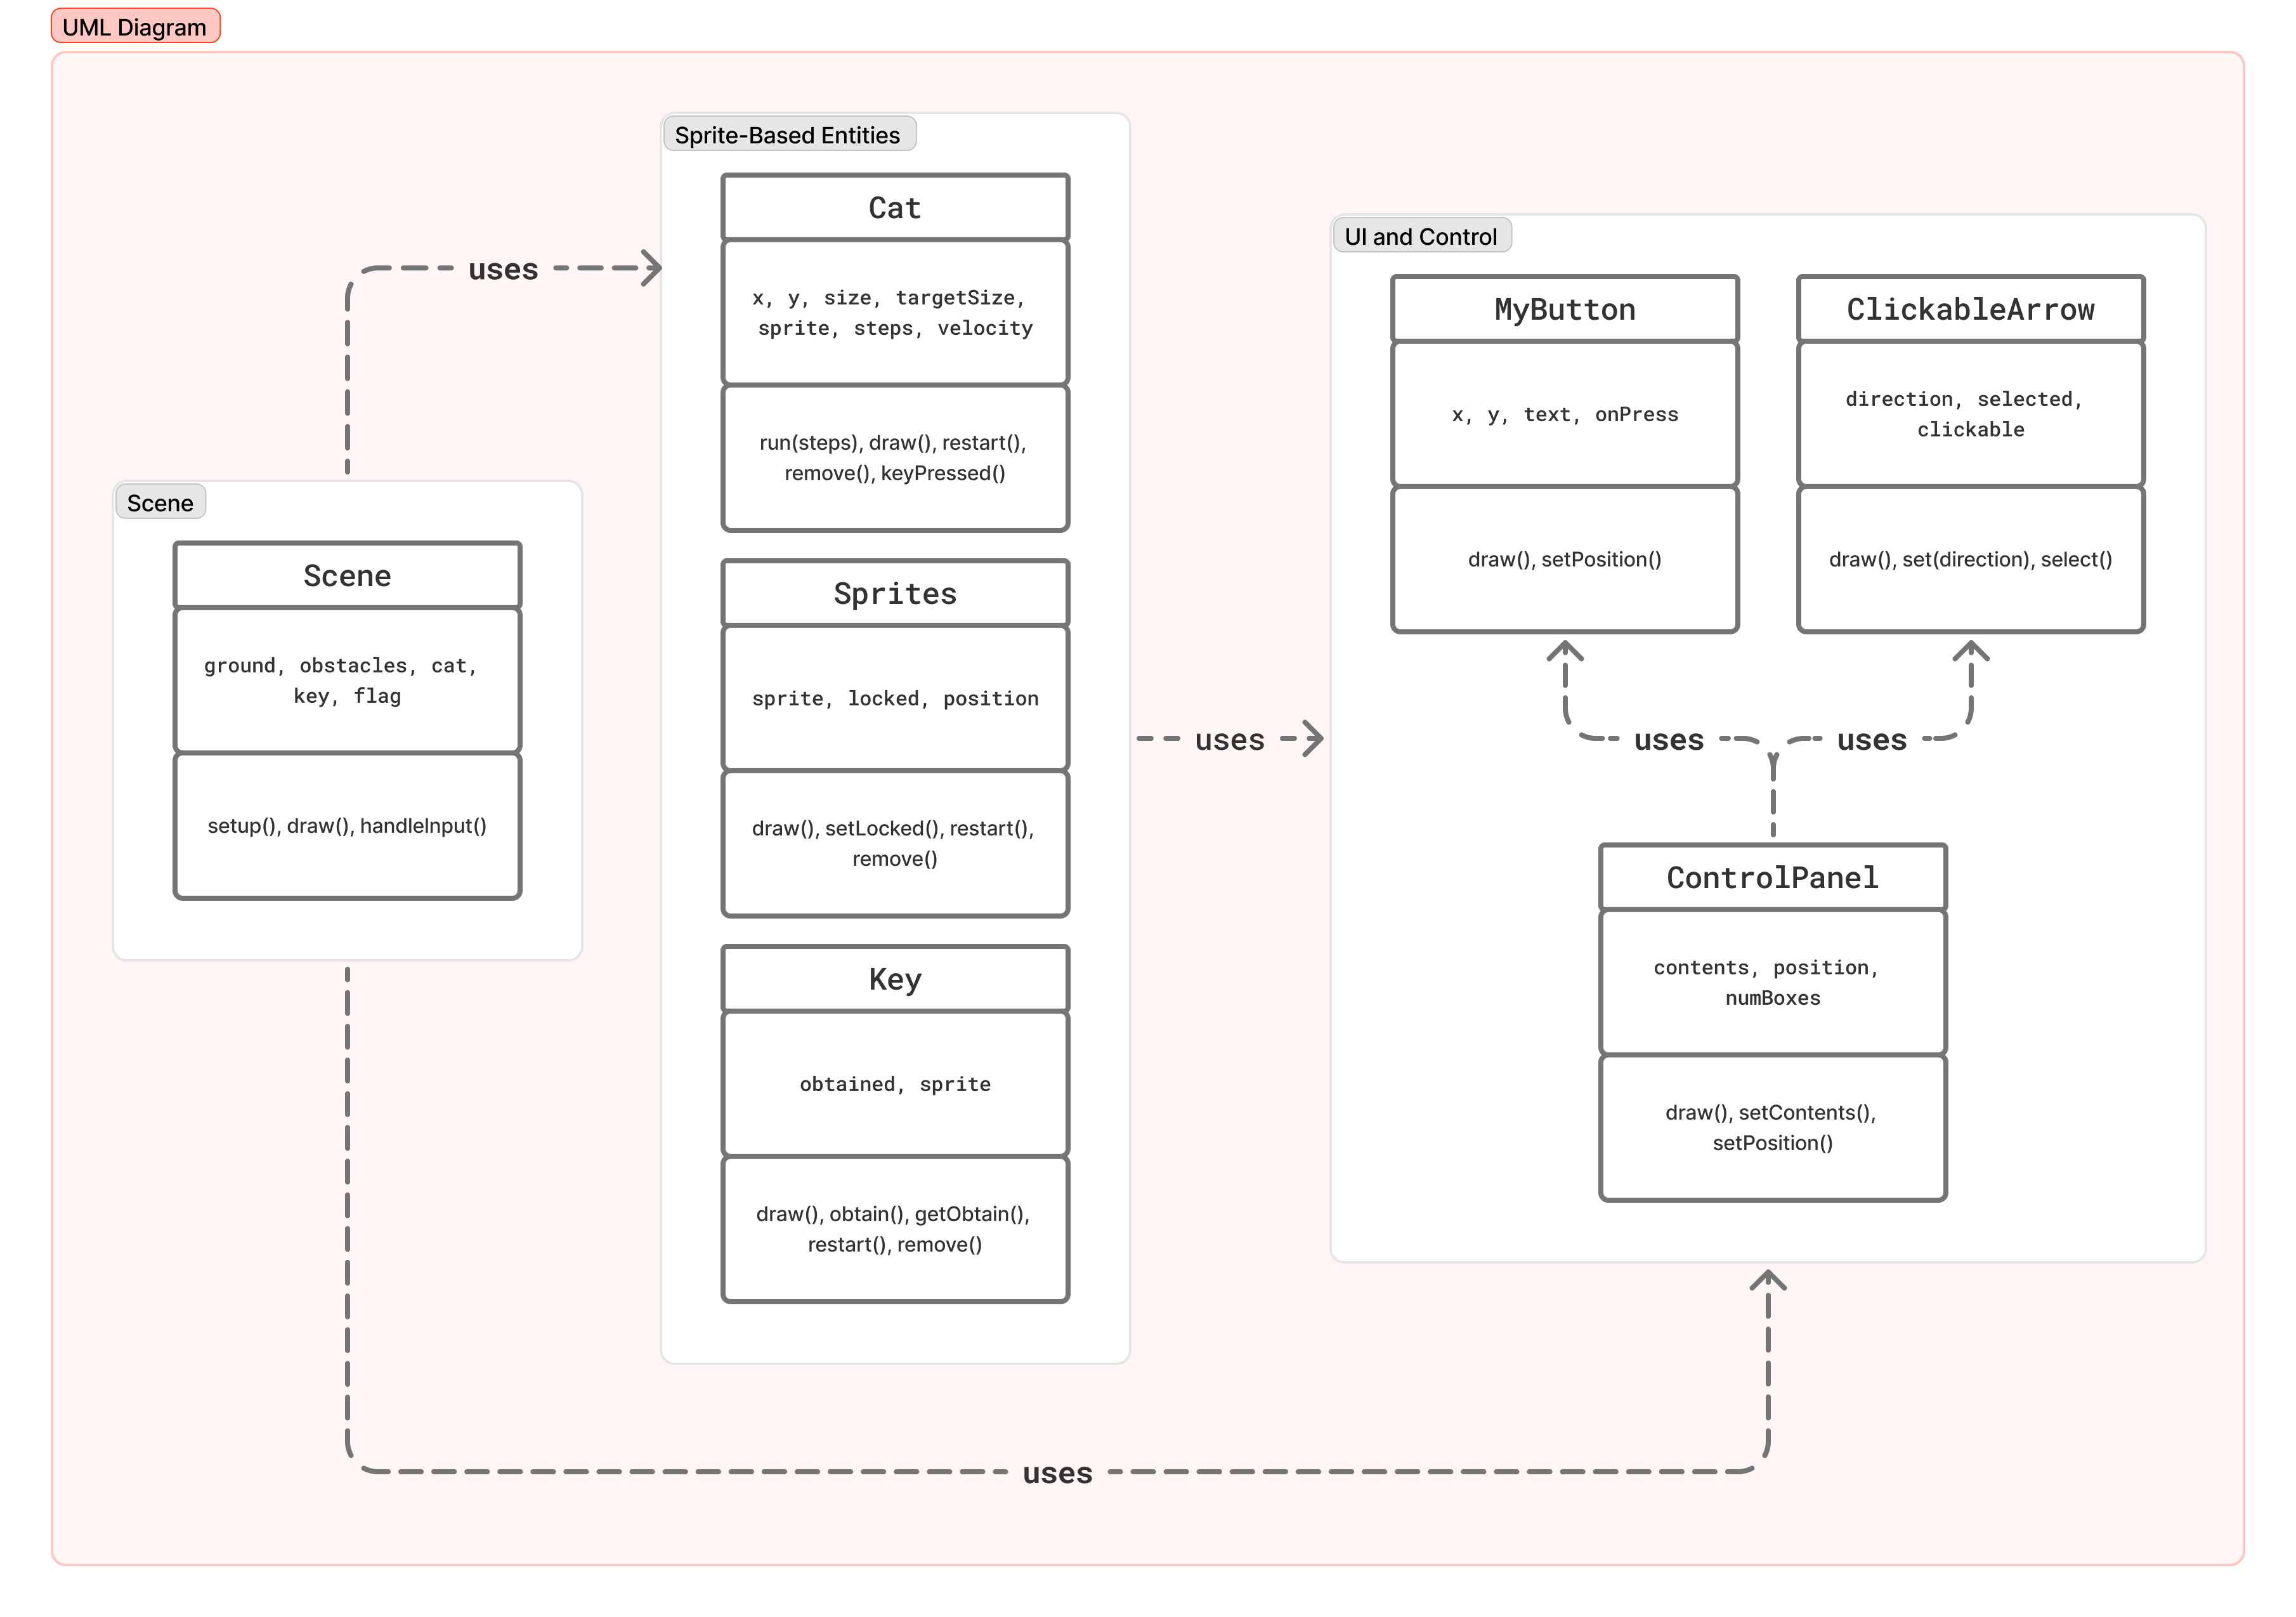 UML Diagram
Sprite-Based Entities
Cat
x, y, size, targetSize,
sprite, steps, velocity
run(steps), draw(), restart(),
remove(), keyPressed()
Sprites
sprite, locked, position
draw(), setLocked(), restart(),
remove()
Key
obtained, sprite
draw(), obtain(), getObtain(),
restart(), remove()
uses
Scene
Scene
ground, obstacles, cat,
key, flag
setup(), draw(), handleInput()
uses
UI and Control
MyButton
x, y, text, onPress
draw(), setPosition()
ClickableArrow
direction, selected,
clickable
draw(), set(direction), select()
uses
uses
ControlPanel
contents, position,
numBoxes
draw(), setContents(),
setPosition()
uses